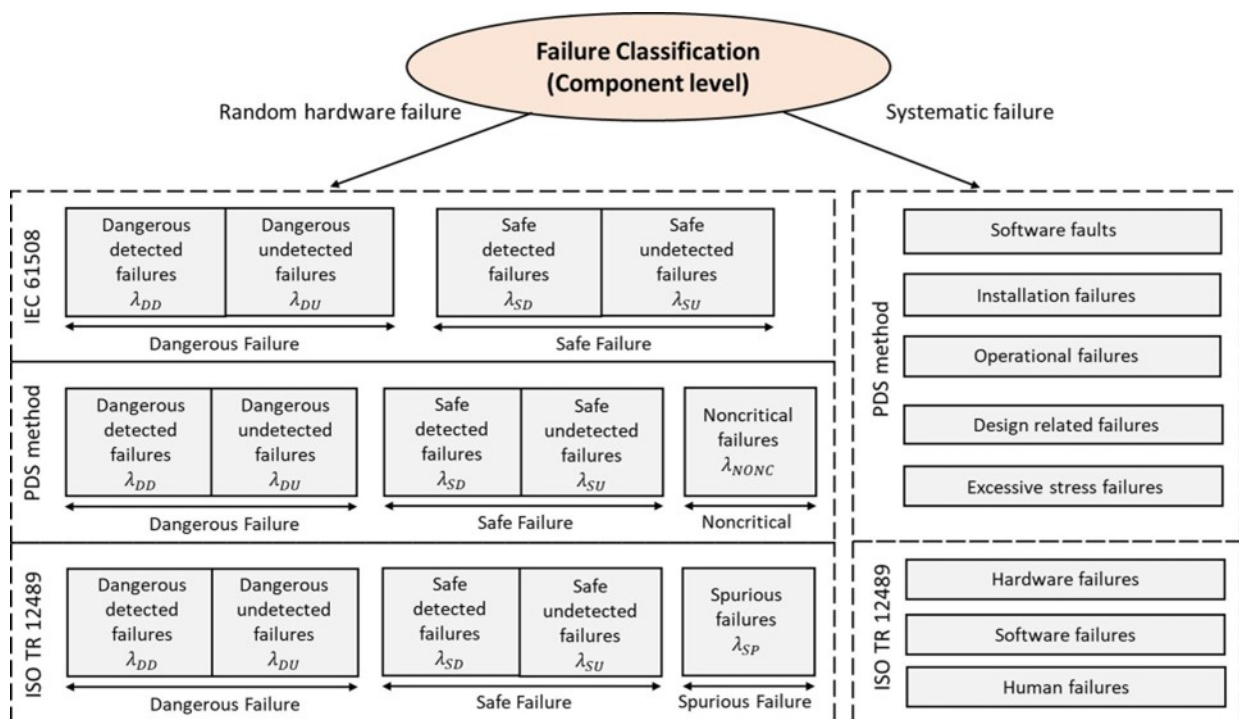 Failure Classification
(Component level)
Random hardware failure
Systematic failure
IEC 61508
Dangerous
detected
failures
λ_DD
Dangerous
undetected
failures
λ_DU
Dangerous Failure
Safe
detected
failures
λ_SD
Safe
undetected
failures
λ_SU
Safe Failure
PDS method
Dangerous
detected
failures
λ_DD
Dangerous
undetected
failures
λ_DU
Dangerous Failure
Safe
detected
failures
λ_SD
Safe
undetected
failures
λ_SU
Safe Failure
Noncritical
failures
λ_NONC
Noncritical
ISO TR 12489
Dangerous
detected
failures
λ_DD
Dangerous
undetected
failures
λ_DU
Dangerous Failure
Safe
detected
failures
λ_SD
Safe
undetected
failures
λ_SU
Safe Failure
Spurious
failures
λ_SP
Spurious Failure
PDS method
Software faults
Installation failures
Operational failures
Design related failures
Excessive stress failures
ISO TR 12489
Hardware failures
Software failures
Human failures